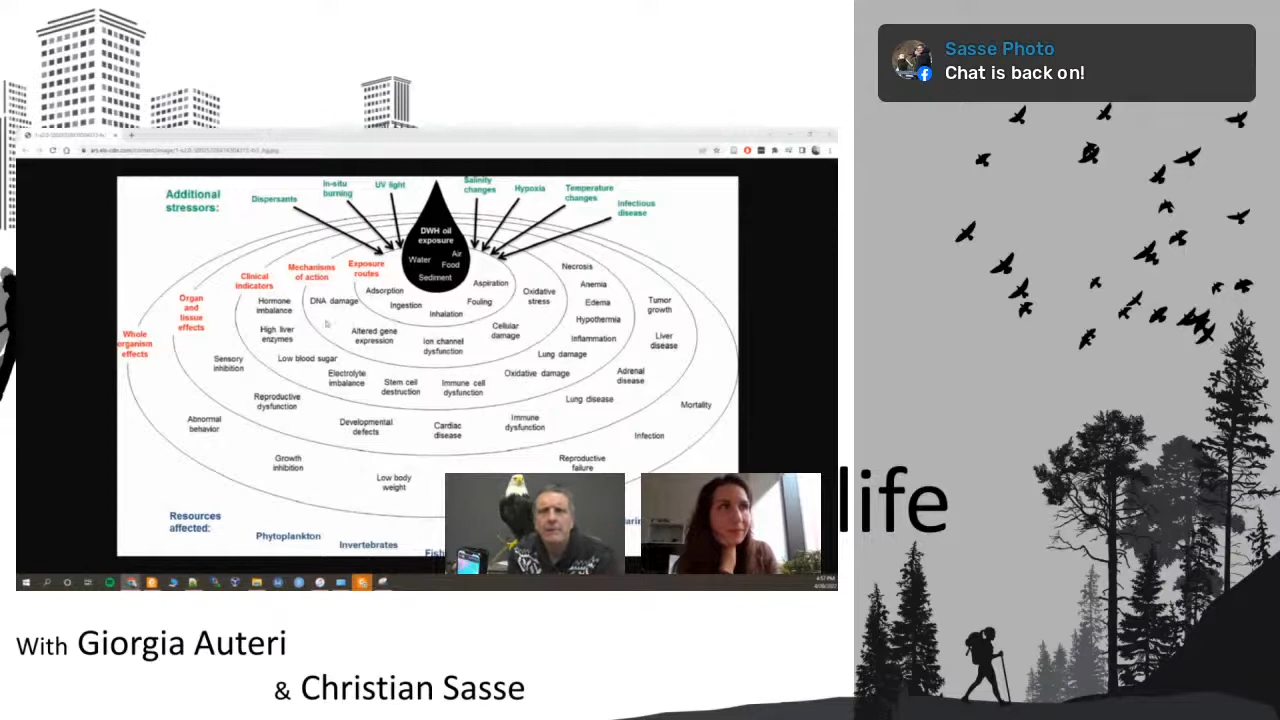 Sasse Photo
Chat is back on!
Additional
stressors:
Dispersants
In-situ
burning
UV light
Salinity
changes
Hypoxia
Temperature
changes
Infectious
disease
DWH oil
exposure
Water
Air
Food
Sediment
Whole
organism
effects
Organ
and
tissue
effects
Clinical
indicators
Mechanisms
of action
Exposure
routes
Adsorption
Ingestion
Inhalation
Fouling
Aspiration
DNA damage
Altered gene
expression
Ion channel
dysfunction
Cellular
damage
Oxidative
stress
Hormone
imbalance
High liver
enzymes
Low blood sugar
Electrolyte
imbalance
Stem cell
destruction
Immune cell
dysfunction
Oxidative damage
Lung damage
Inflammation
Hypothermia
Edema
Anemia
Necrosis
Sensory
inhibition
Reproductive
dysfunction
Developmental
defects
Cardiac
disease
Immune
dysfunction
Lung disease
Adrenal
disease
Liver
disease
Tumor
growth
Abnormal
behavior
Growth
inhibition
Low body
weight
Reproductive
failure
Infection
Mortality
Resources
affected:
Phytoplankton
Invertebrates
Fish
life
4:57 PM
With Giorgia Auteri
& Christian Sasse